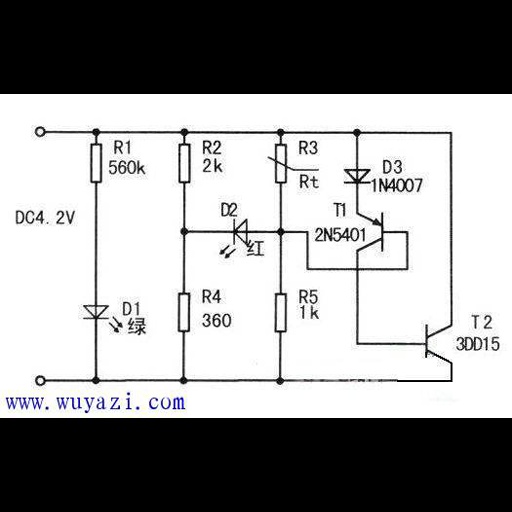 R1
560k
R2
2k
R3
Rt
D3
1N4007
DC4.2V
D2
红
T1
2N5401
D1
绿
R4
360
R5
1k
T2
3DD15
www.wuyazi.com